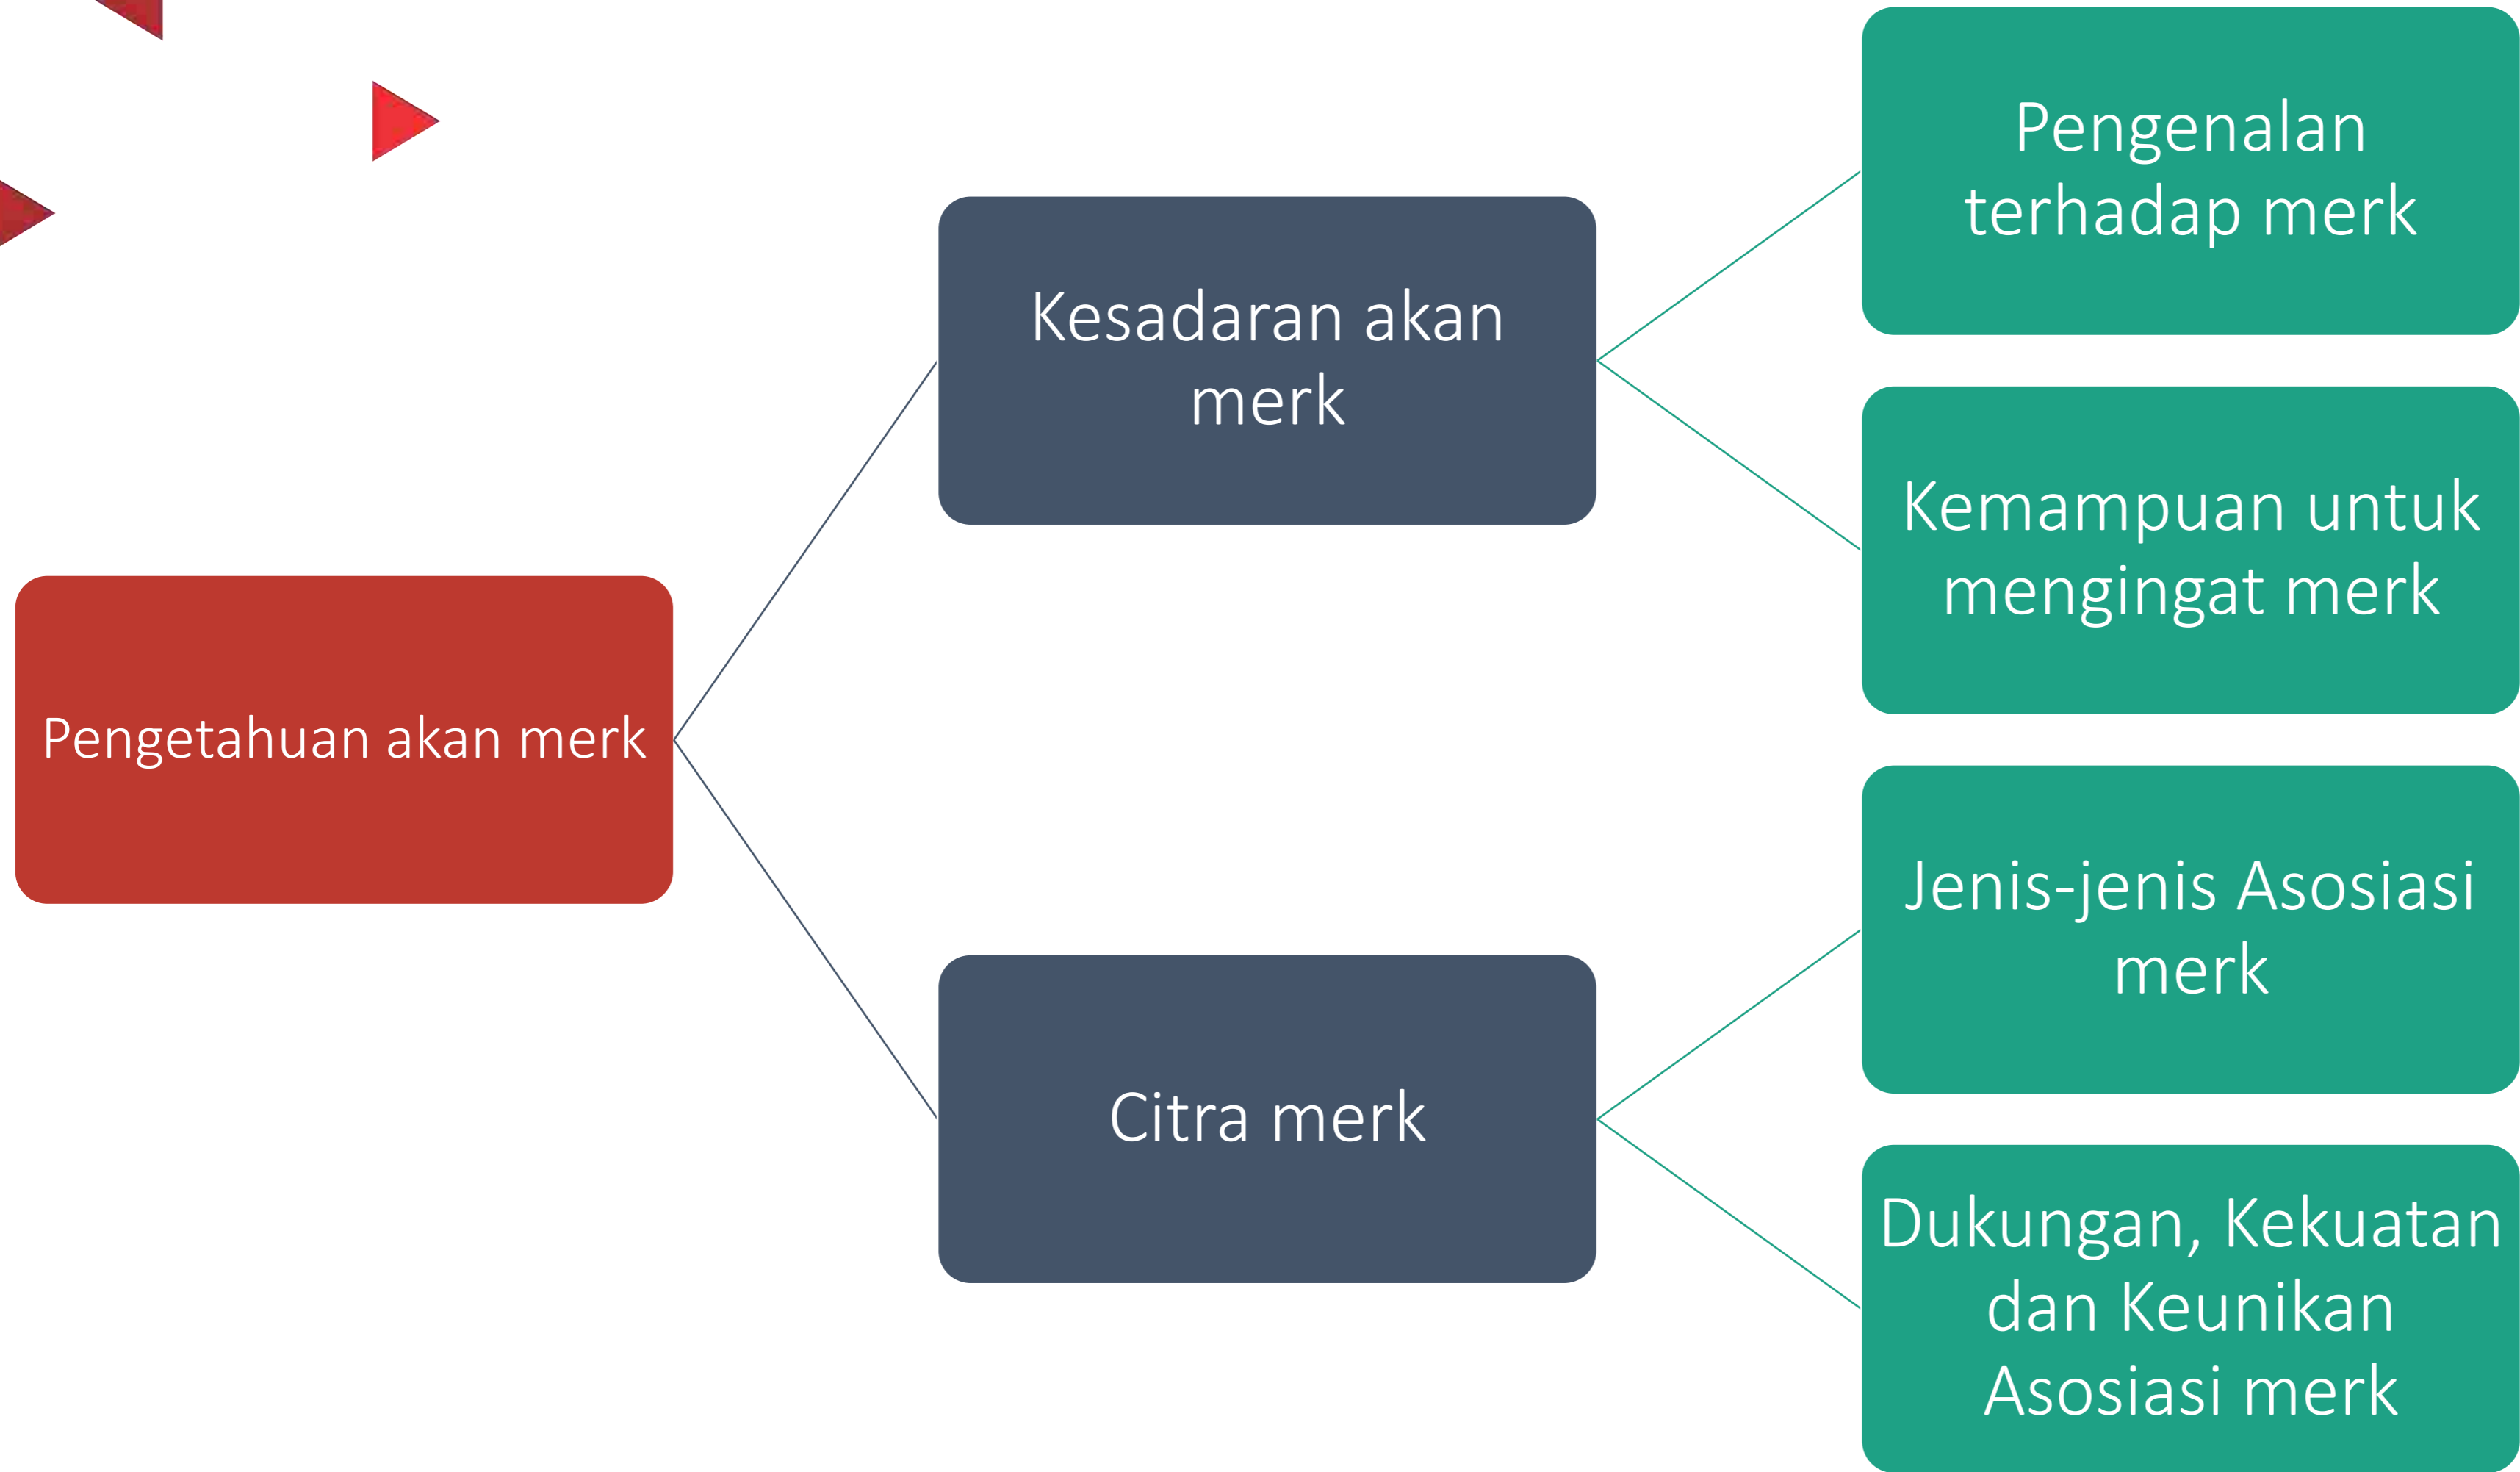 Pengetahuan akan merk
Kesadaran akan
merk
Citra merk
Pengenalan
terhadap merk
Kemampuan untuk
mengingat merk
Jenis-jenis Asosiasi
merk
Dukungan, Kekuatan
dan Keunikan
Asosiasi merk